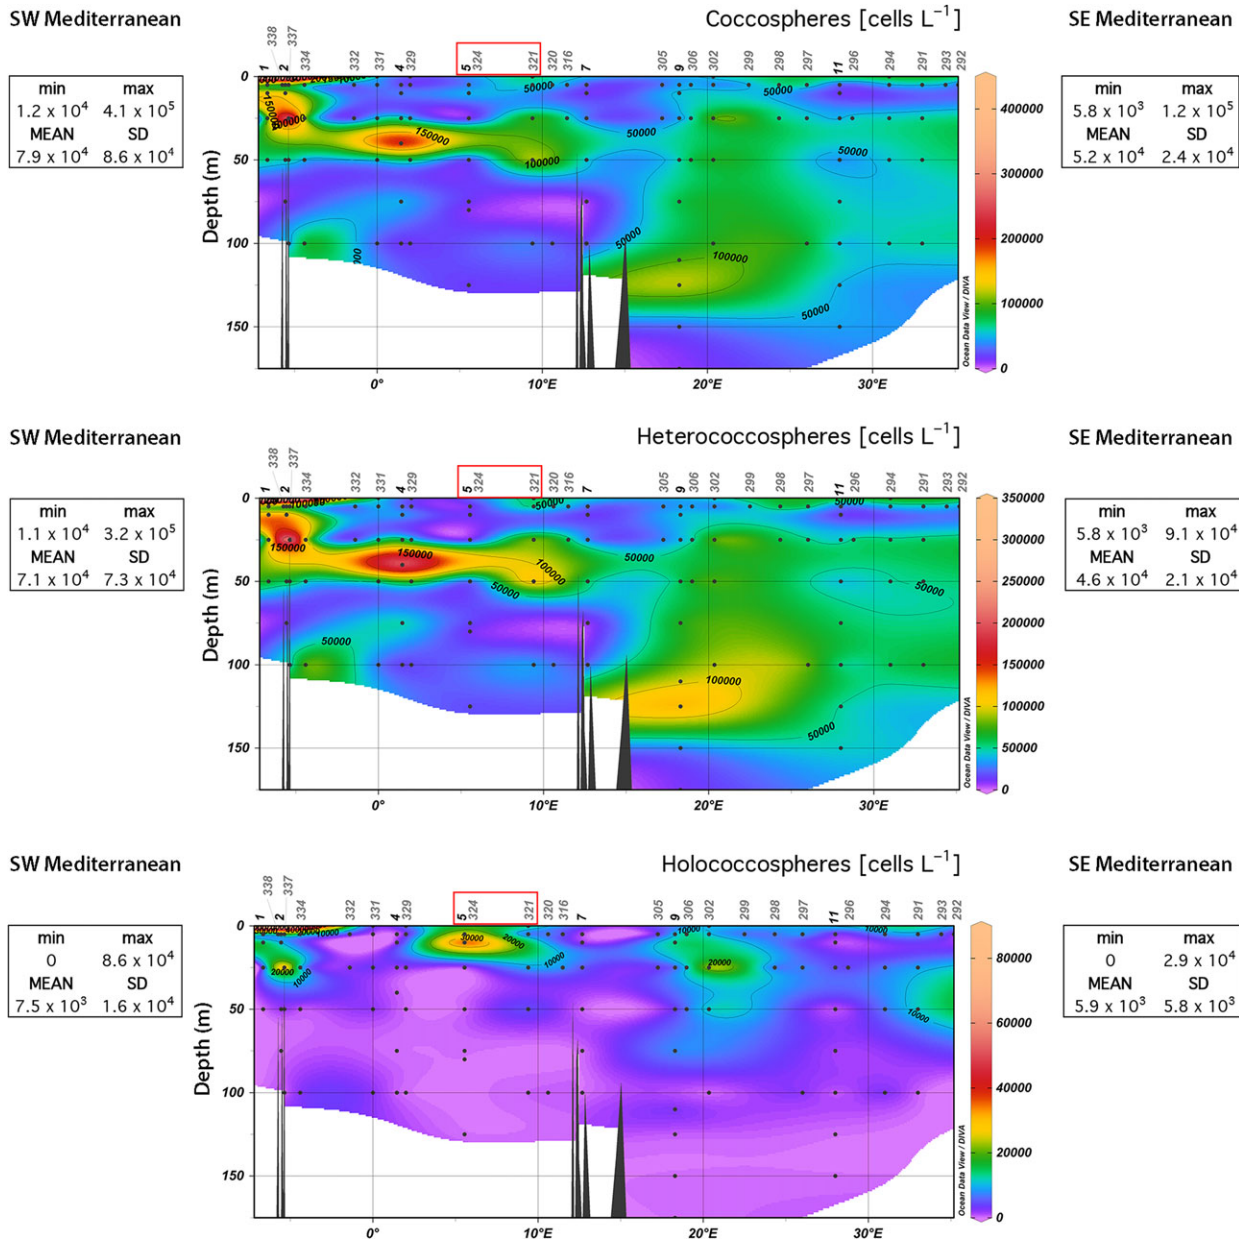 SW Mediterranean
Coccospheres [cells L⁻¹]
SE Mediterranean
338
337
1 2 334 332 331 4 329 5 324 321 320 316 7 305 9 306 302 299 298 297 11 296 294 291 293 292
min max
1.2 x 10⁴ 4.1 x 10⁵
MEAN SD
7.9 x 10⁴ 8.6 x 10⁴
min max
5.8 x 10³ 1.2 x 10⁵
MEAN SD
5.2 x 10⁴ 2.4 x 10⁴
Depth (m)
0
50
100
150
0° 10°E 20°E 30°E
50000
50000
150000
150000
100000
50000
50000
50000
100000
50000
400000
300000
200000
100000
0
Ocean Data View / DIVA
SW Mediterranean
Heterococcospheres [cells L⁻¹]
SE Mediterranean
338
337
1 2 334 332 331 4 329 5 324 321 320 316 7 305 9 306 302 299 298 297 11 296 294 291 293 292
min max
1.1 x 10⁴ 3.2 x 10⁵
MEAN SD
7.1 x 10⁴ 7.3 x 10⁴
min max
5.8 x 10³ 9.1 x 10⁴
MEAN SD
4.6 x 10⁴ 2.1 x 10⁴
Depth (m)
0
50
100
150
0° 10°E 20°E 30°E
50000
150000
150000
100000
50000
50000
50000
50000
100000
50000
350000
300000
250000
200000
150000
100000
50000
0
Ocean Data View / DIVA
SW Mediterranean
Holococcospheres [cells L⁻¹]
SE Mediterranean
338
337
1 2 334 332 331 4 329 5 324 321 320 316 7 305 9 306 302 299 298 297 11 296 294 291 293 292
min max
0 8.6 x 10⁴
MEAN SD
7.5 x 10³ 1.6 x 10⁴
min max
0 2.9 x 10⁴
MEAN SD
5.9 x 10³ 5.8 x 10³
Depth (m)
0
50
100
150
0° 10°E 20°E 30°E
20000
10000
20000
10000
10000
20000
10000
10000
80000
60000
40000
20000
0
Ocean Data View / DIVA